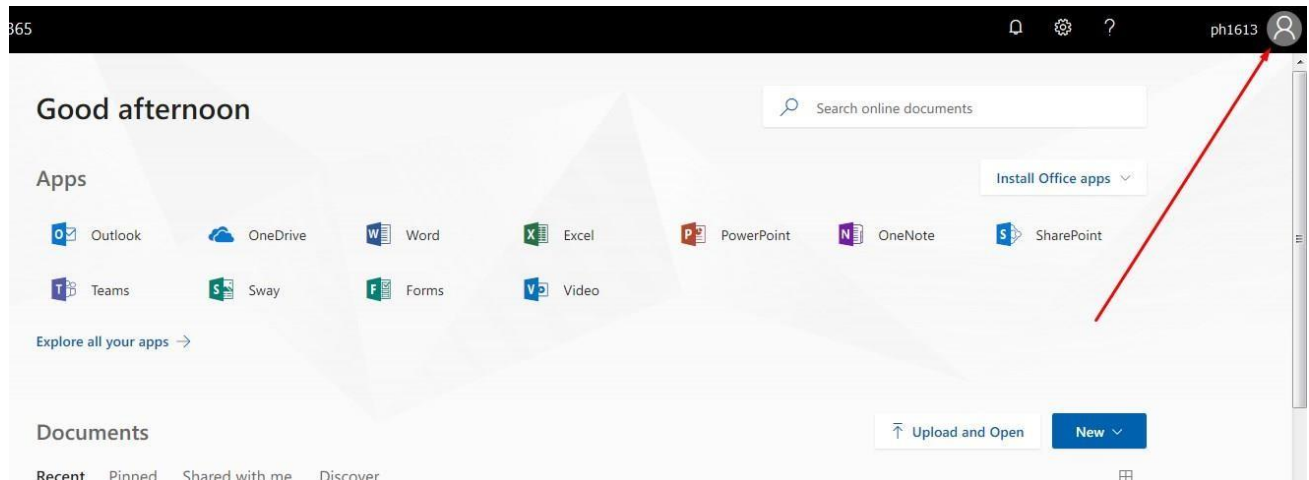 365
ph1613
Good afternoon
Search online documents
Apps
Install Office apps
Outlook OneDrive Word Excel PowerPoint OneNote SharePoint
Teams Sway Forms Video
Explore all your apps
Documents
Upload and Open New
Recent Pinned Shared with me Discover